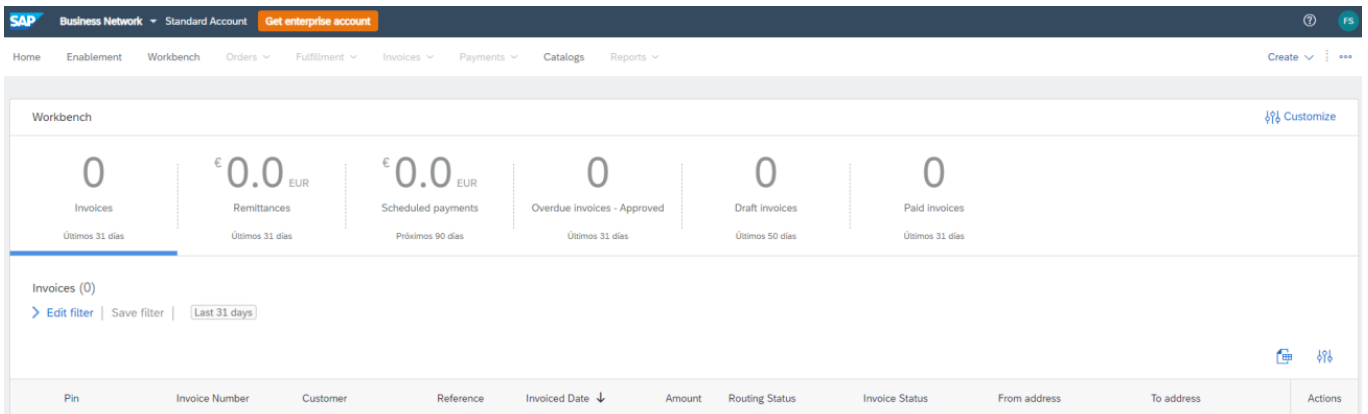 SAP Business Network Standard Account Get enterprise account FS
Home Enablement Workbench Orders Fulfillment Invoices Payments Catalogs Reports Create
Workbench Customize
0 € 0.0 EUR € 0.0 EUR 0 0 0
Invoices Remittances Scheduled payments Overdue invoices - Approved Draft invoices Paid invoices
Últimos 31 días Últimos 31 días Próximos 90 días Últimos 31 días Últimos 50 días Últimos 31 días
Invoices (0)
Edit filter | Save filter | Last 31 days
Pin Invoice Number Customer Reference Invoiced Date ↓ Amount Routing Status Invoice Status From address To address Actions